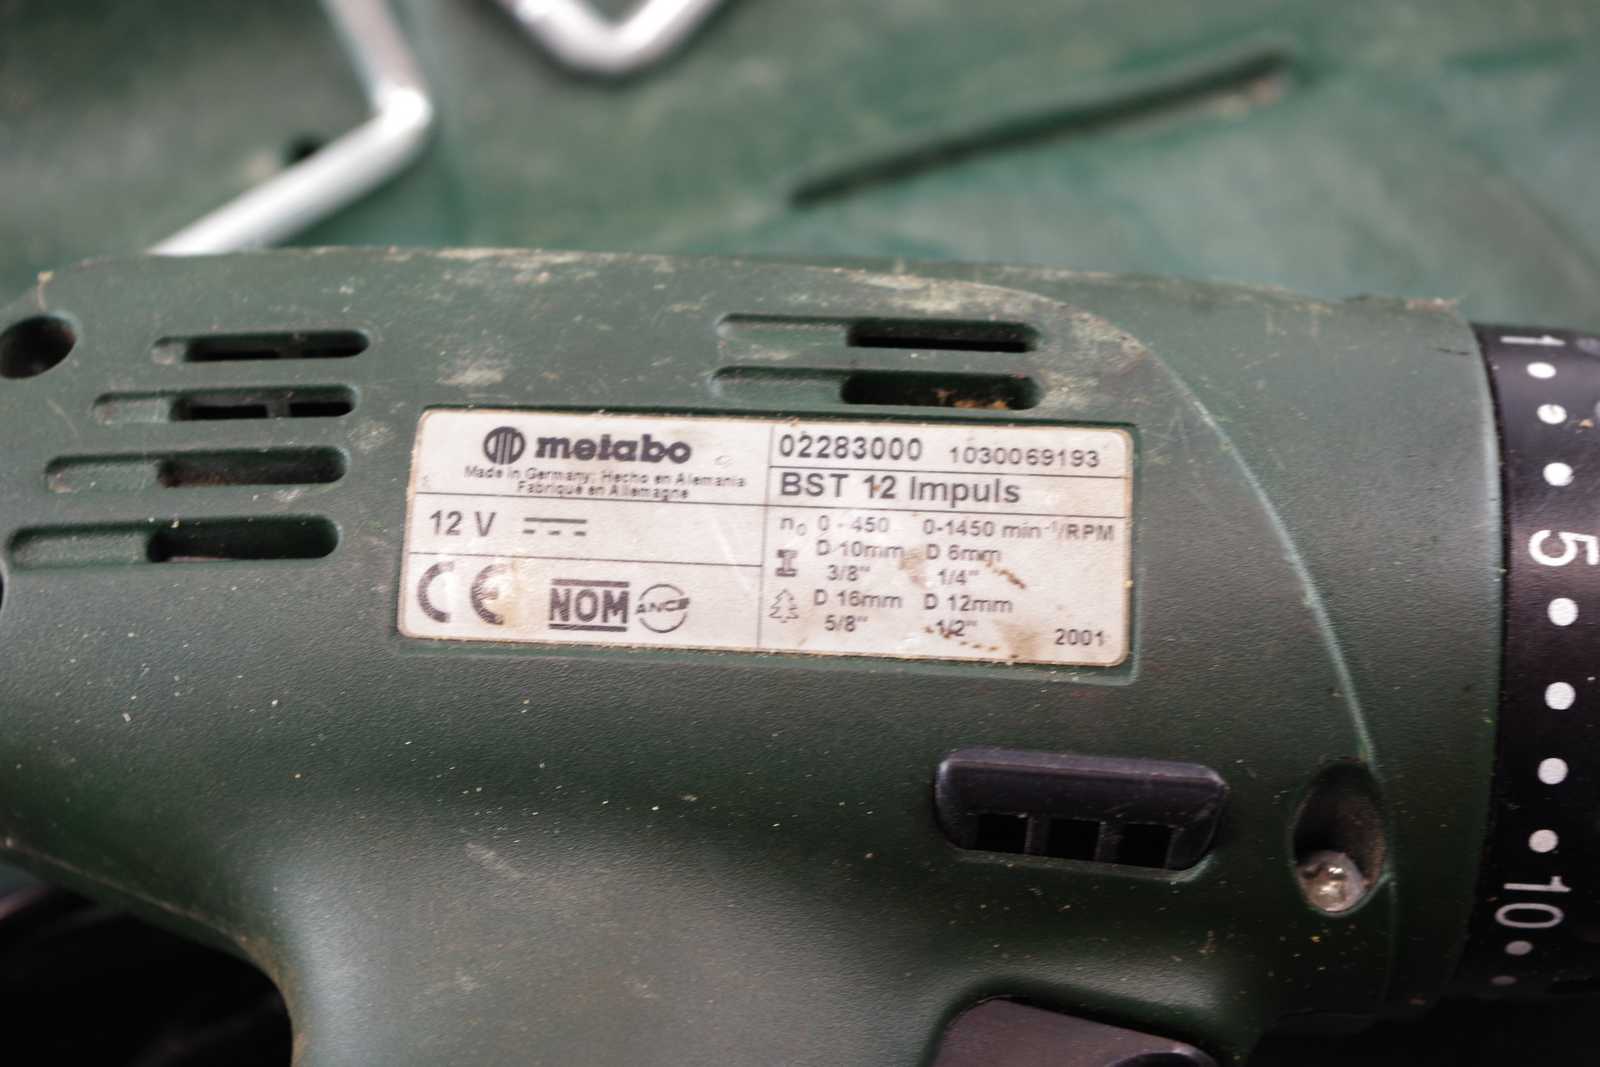 metabo
Made in Germany; Hecho en Alemania
Fabriqué en Allemagne
12 V
CE
NOM
ANCE
02283000 1030069193
BST 12 Impuls
n₀ 0 - 450 0-1450 min⁻¹/RPM
D 10mm D 6mm
3/8" 1/4"
D 16mm D 12mm
5/8" 1/2"
2001
1
5
10